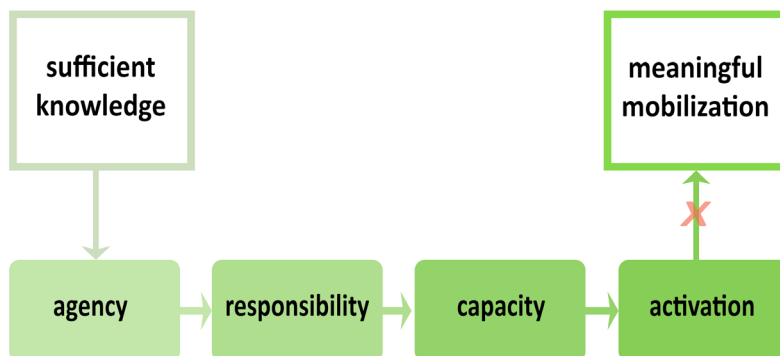 sufficient
knowledge
meaningful
mobilization
X
agency
responsibility
capacity
activation